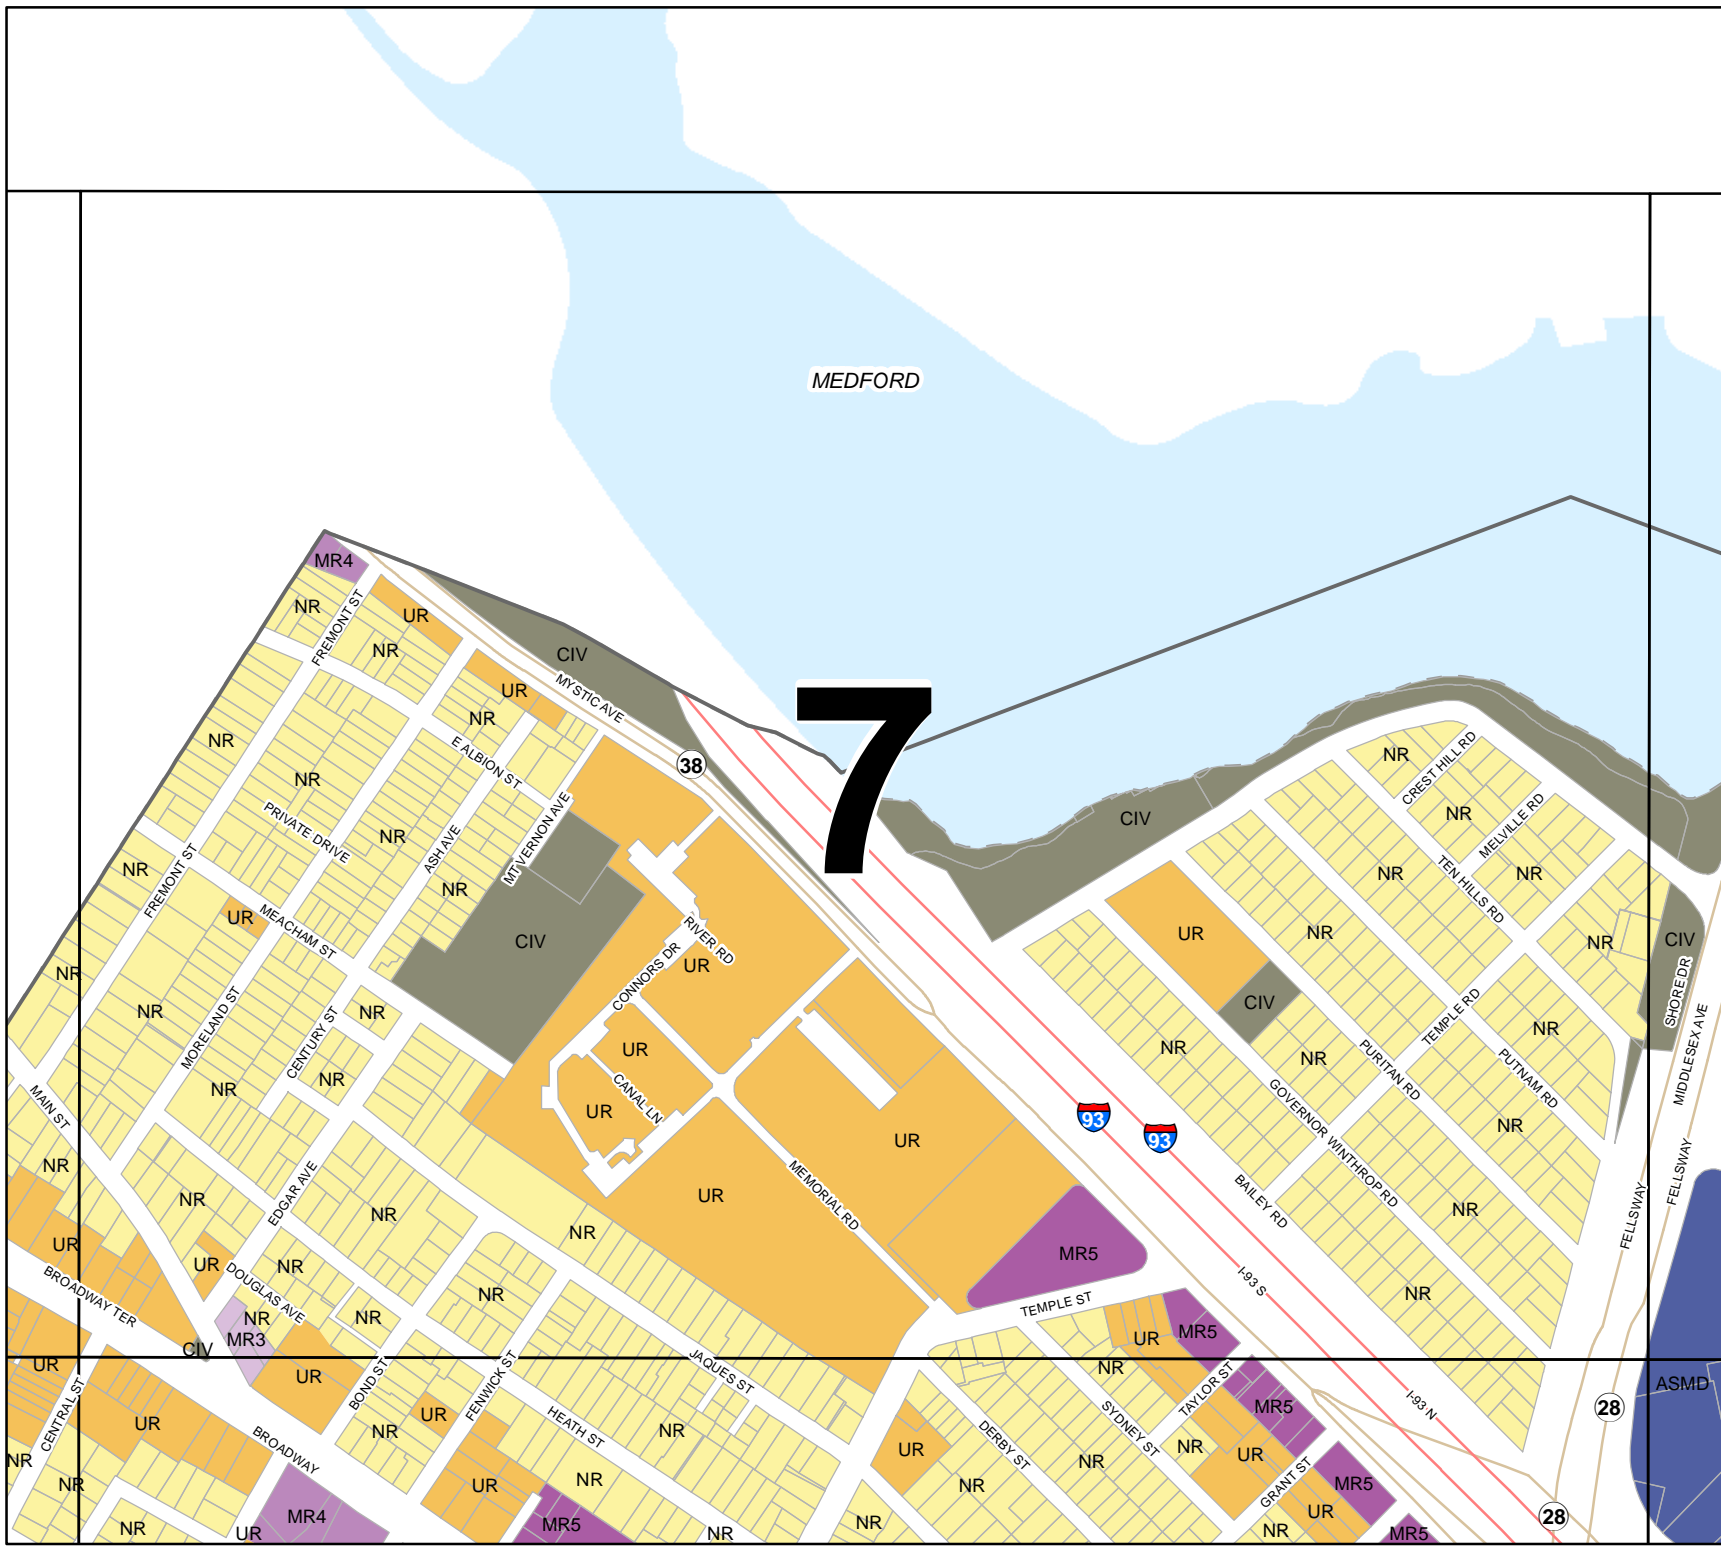 MEDFORD
7
MR4
NR
FREMONT ST
UR
NR
CIV
UR
MYSTIC AVE
NR
NR
E ALBION ST
38
NR
CREST HILL RD
NR
PRIVATE DRIVE
NR
ASH AVE
MT VERNON AVE
CIV
NR
MELVILLE RD
NR
FREMONT ST
NR
NR
TEN HILLS RD
NR
UR
MEACHAM ST
CIV
RIVER RD
UR
CONNORS DR
UR
NR
NR
CIV
SHORE DR
NR
NR
MORELAND ST
CENTURY ST
NR
CIV
TEMPLE RD
NR
MIDDLESEX AVE
UR
NR
NR
PURITAN RD
PUTNAM RD
NR
NR
CANAL LN
UR
MAIN ST
93
93
UR
GOVERNOR WINTHROP RD
NR
NR
EDGAR AVE
NR
NR
UR
MEMORIAL RD
BAILEY RD
NR
FELLSWAY
FELLSWAY
UR
UR
NR
NR
MR5
BROADWAY TER
DOUGLAS AVE
NR
NR
I-93 S
NR
NR
NR
MR3
TEMPLE ST
UR
MR5
CIV
UR
UR
BOND ST
FENWICK ST
JAQUES ST
NR
TAYLOR ST
ASMD
I-93 N
28
CENTRAL ST
UR
UR
NR
HEATH ST
NR
SYDNEY ST
MR5
BROADWAY
UR
DERBY ST
NR
UR
NR
NR
NR
UR
NR
NR
GRANT ST
MR5
MR4
MR5
UR
28
NR
UR
NR
NR
NR
MR5